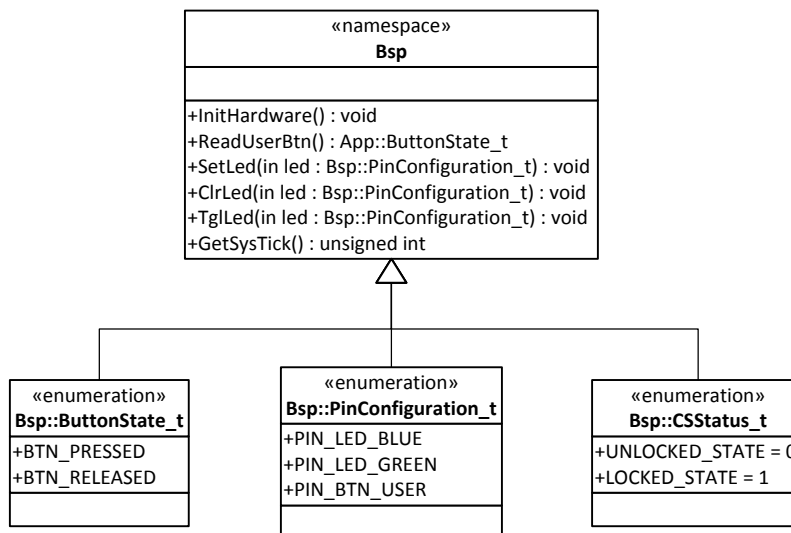 «namespace»
Bsp
+InitHardware() : void
+ReadUserBtn() : App::ButtonState_t
+SetLed(in led : Bsp::PinConfiguration_t) : void
+ClrLed(in led : Bsp::PinConfiguration_t) : void
+TglLed(in led : Bsp::PinConfiguration_t) : void
+GetSysTick() : unsigned int
«enumeration»
Bsp::ButtonState_t
+BTN_PRESSED
+BTN_RELEASED
«enumeration»
Bsp::PinConfiguration_t
+PIN_LED_BLUE
+PIN_LED_GREEN
+PIN_BTN_USER
«enumeration»
Bsp::CSStatus_t
+UNLOCKED_STATE = 0
+LOCKED_STATE = 1